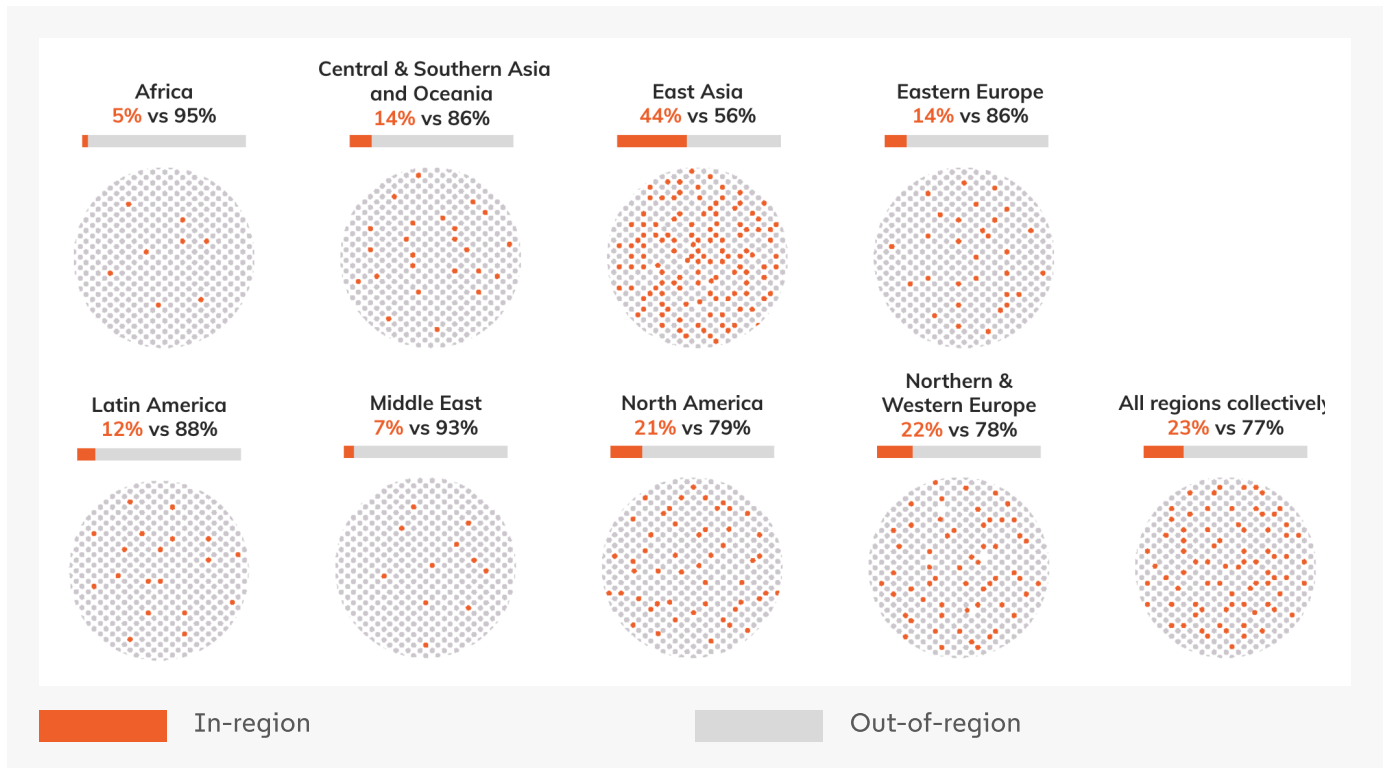 Africa
5% vs 95%
Central & Southern Asia
and Oceania
14% vs 86%
East Asia
44% vs 56%
Eastern Europe
14% vs 86%
Latin America
12% vs 88%
Middle East
7% vs 93%
North America
21% vs 79%
Northern &
Western Europe
22% vs 78%
All regions collectively
23% vs 77%
In-region
Out-of-region